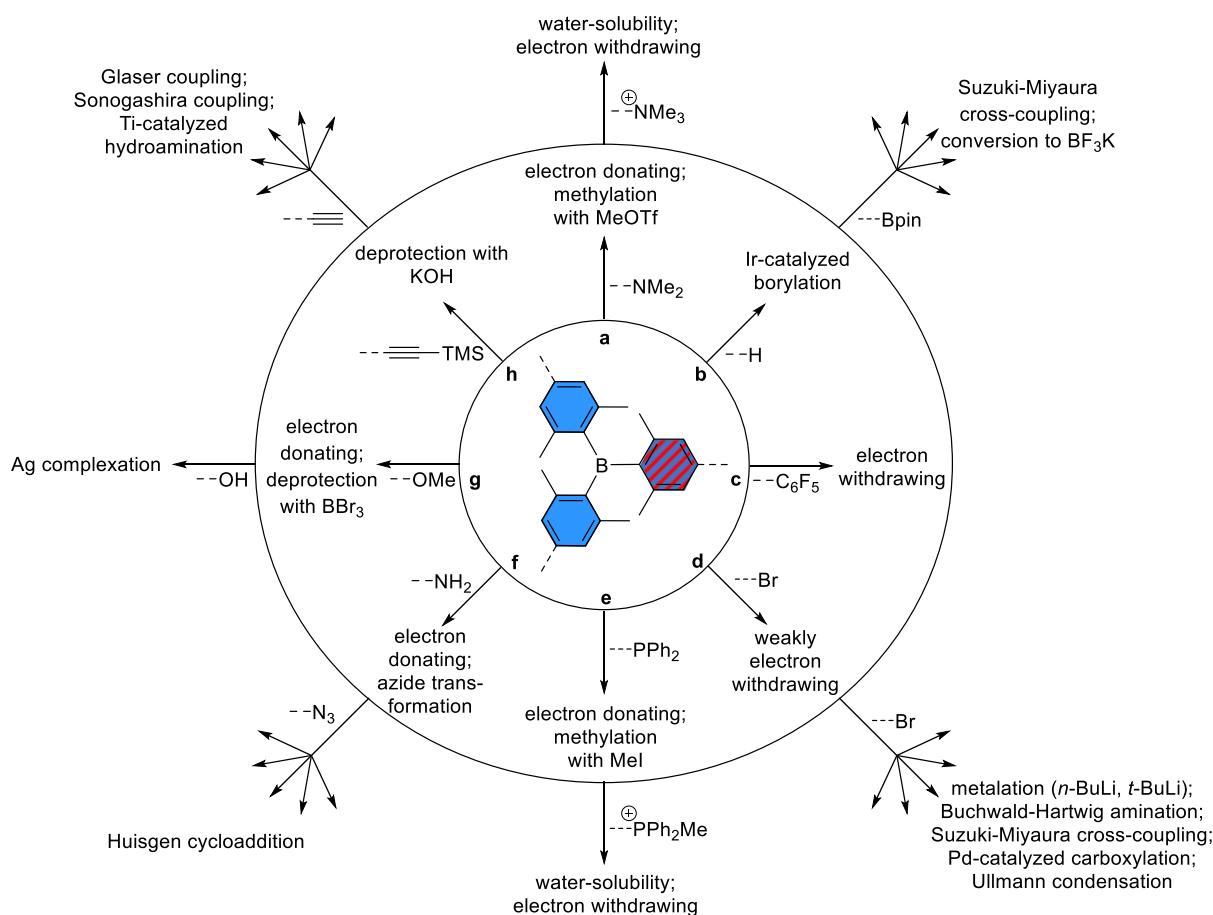 water-solubility;
electron withdrawing
⊕
--NMe3
Glaser coupling;
Sonogashira coupling;
Ti-catalyzed
hydroamination
Suzuki-Miyaura
cross-coupling;
conversion to BF3K
---Bpin
electron donating;
methylation
with MeOTf
--NMe2
deprotection with
KOH
TMS
Ir-catalyzed
borylation
--H
a
b
c
d
e
f
g
h
B
Ag complexation
--OH
electron
donating;
deprotection
with BBr3
--OMe
--C6F5
electron
withdrawing
--NH2
electron
donating;
azide trans-
formation
---PPh2
electron donating;
methylation
with MeI
---Br
weakly
electron
withdrawing
--N3
Huisgen cycloaddition
⊕
---PPh2Me
water-solubility;
electron withdrawing
---Br
metalation (n-BuLi, t-BuLi);
Buchwald-Hartwig amination;
Suzuki-Miyaura cross-coupling;
Pd-catalyzed carboxylation;
Ullmann condensation